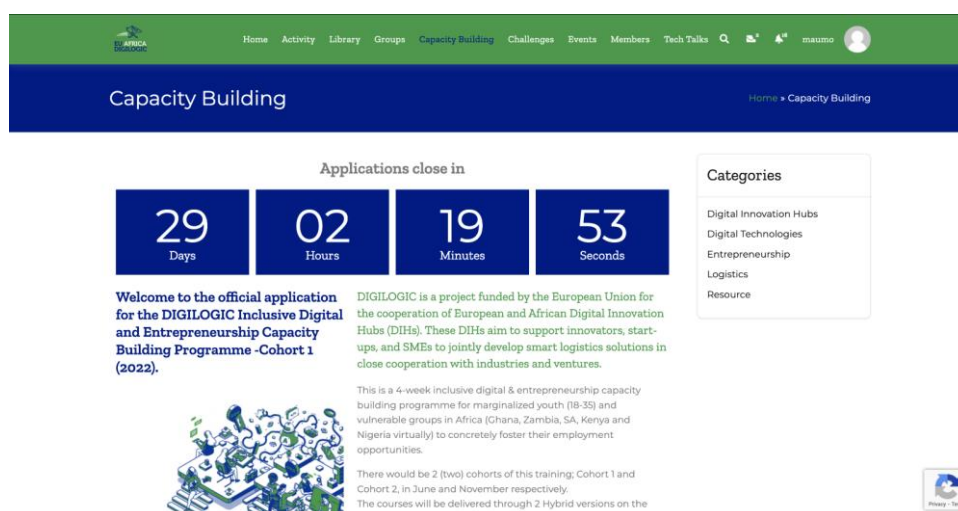 EU AFRICA
DIGILOGIC
Home Activity Library Groups Capacity Building Challenges Events Members Tech Talks maumo
Capacity Building
Home » Capacity Building
Applications close in
29 02 19 53
Days Hours Minutes Seconds
Welcome to the official application
for the DIGILOGIC Inclusive Digital
and Entrepreneurship Capacity
Building Programme -Cohort 1
(2022).
DIGILOGIC is a project funded by the European Union for
the cooperation of European and African Digital Innovation
Hubs (DIHs). These DIHs aim to support innovators, start-
ups, and SMEs to jointly develop smart logistics solutions in
close cooperation with industries and ventures.
This is a 4-week inclusive digital & entrepreneurship capacity
building programme for marginalized youth (18-35) and
vulnerable groups in Africa (Ghana, Zambia, SA, Kenya and
Nigeria virtually) to concretely foster their employment
opportunities.
There would be 2 (two) cohorts of this training; Cohort 1 and
Cohort 2, in June and November respectively.
The courses will be delivered through 2 Hybrid versions on the
Categories
Digital Innovation Hubs
Digital Technologies
Entrepreneurship
Logistics
Resource
Privacy - Te